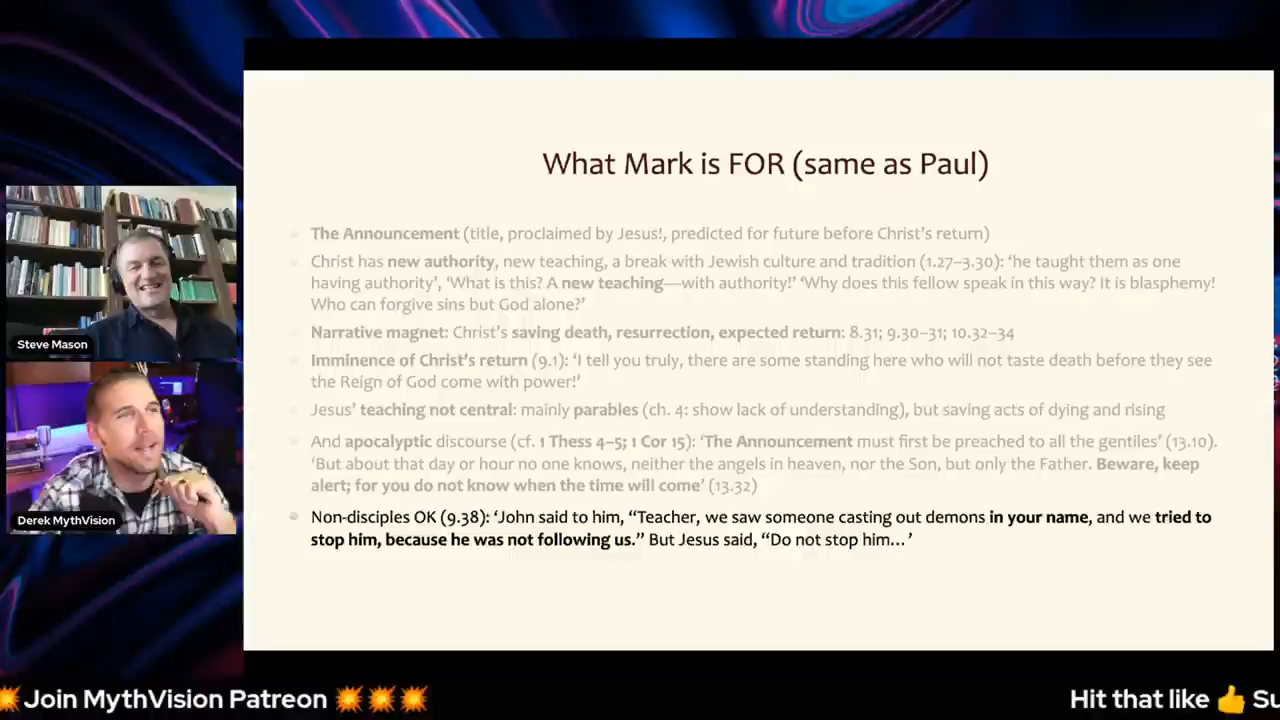 What Mark is FOR (same as Paul)
The Announcement (title, proclaimed by Jesus!, predicted for future before Christ's return)
Christ has new authority, new teaching, a break with Jewish culture and tradition (1.27–3.30): 'he taught them as one
having authority', 'What is this? A new teaching—with authority!' 'Why does this fellow speak in this way? It is blasphemy!
Who can forgive sins but God alone?'
Narrative magnet: Christ's saving death, resurrection, expected return: 8.31; 9.30–31; 10.32–34
Imminence of Christ's return (9.1): 'I tell you truly, there are some standing here who will not taste death before they see
the Reign of God come with power!'
Jesus' teaching not central: mainly parables (ch. 4: show lack of understanding), but saving acts of dying and rising
And apocalyptic discourse (cf. 1 Thess 4–5; 1 Cor 15): 'The Announcement must first be preached to all the gentiles' (13.10).
'But about that day or hour no one knows, neither the angels in heaven, nor the Son, but only the Father. Beware, keep
alert; for you do not know when the time will come' (13.32)
Non-disciples OK (9.38): 'John said to him, "Teacher, we saw someone casting out demons in your name, and we tried to
stop him, because he was not following us." But Jesus said, "Do not stop him…'
Steve Mason
Derek MythVision
💥Join MythVision Patreon 💥💥💥
Hit that like 👍 Su